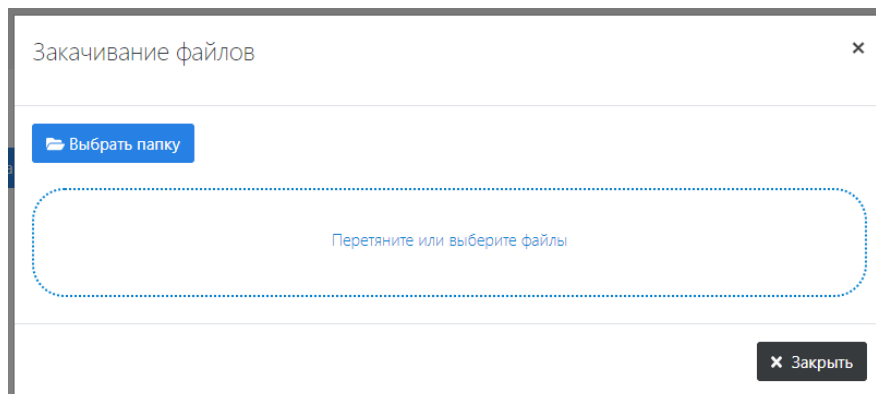 Закачивание файлов
Выбрать папку
Перетяните или выберите файлы
Закрыть